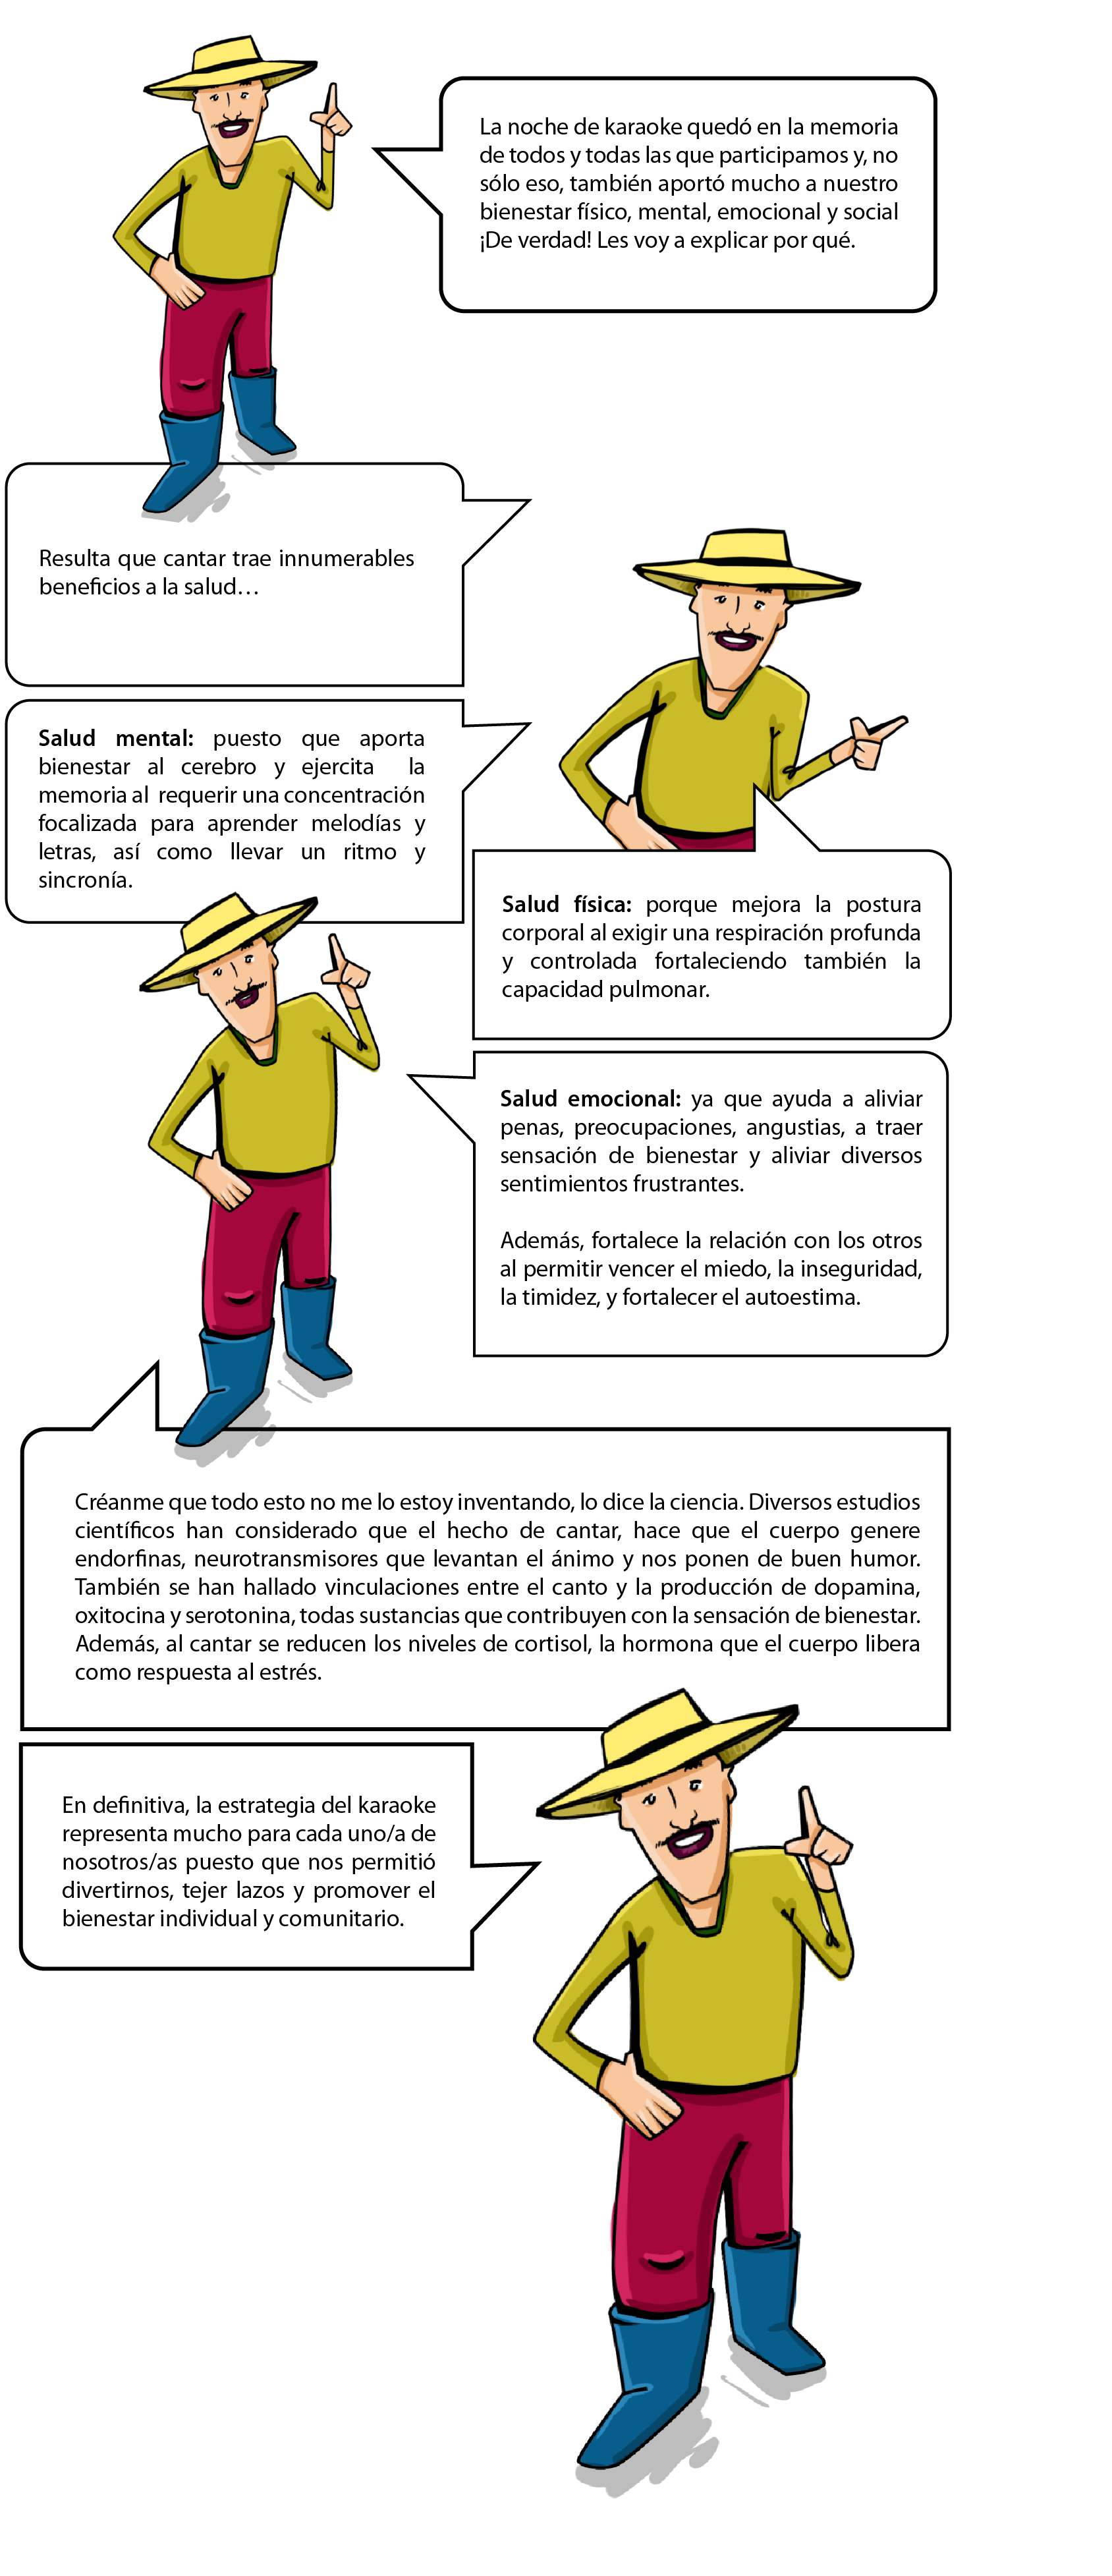 La noche de karaoke quedó en la memoria
de todos y todas las que participamos y, no
sólo eso, también aportó mucho a nuestro
bienestar físico, mental, emocional y social
¡De verdad! Les voy a explicar por qué.
Resulta que cantar trae innumerables
beneficios a la salud…
Salud mental: puesto que aporta
bienestar al cerebro y ejercita la
memoria al requerir una concentración
focalizada para aprender melodías y
letras, así como llevar un ritmo y
sincronía.
Salud física: porque mejora la postura
corporal al exigir una respiración profunda
y controlada fortaleciendo también la
capacidad pulmonar.
Salud emocional: ya que ayuda a aliviar
penas, preocupaciones, angustias, a traer
sensación de bienestar y aliviar diversos
sentimientos frustrantes.
Además, fortalece la relación con los otros
al permitir vencer el miedo, la inseguridad,
la timidez, y fortalecer el autoestima.
Créanme que todo esto no me lo estoy inventando, lo dice la ciencia. Diversos estudios
científicos han considerado que el hecho de cantar, hace que el cuerpo genere
endorfinas, neurotransmisores que levantan el ánimo y nos ponen de buen humor.
También se han hallado vinculaciones entre el canto y la producción de dopamina,
oxitocina y serotonina, todas sustancias que contribuyen con la sensación de bienestar.
Además, al cantar se reducen los niveles de cortisol, la hormona que el cuerpo libera
como respuesta al estrés.
En definitiva, la estrategia del karaoke
representa mucho para cada uno/a de
nosotros/as puesto que nos permitió
divertirnos, tejer lazos y promover el
bienestar individual y comunitario.